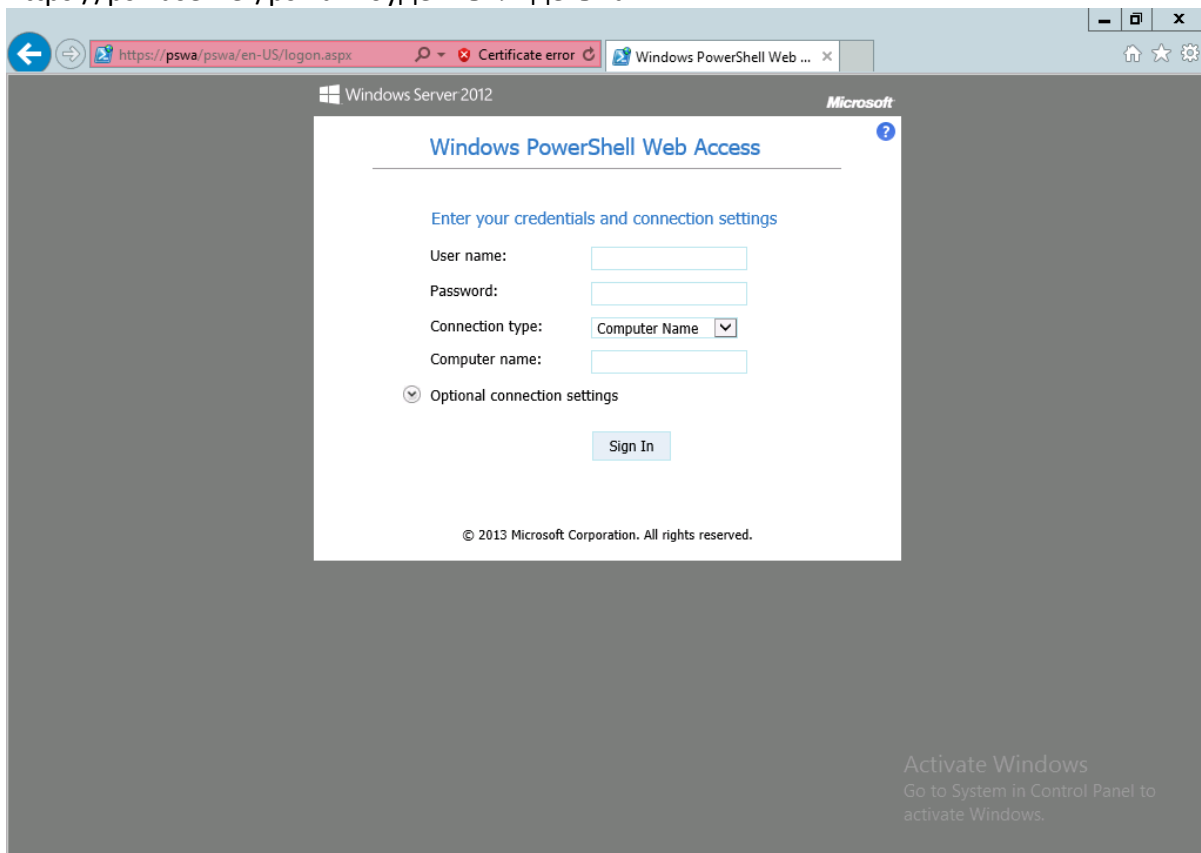 https://pswa/pswa/en-US/logon.aspx
Certificate error
Windows PowerShell Web ...
Windows Server 2012
Microsoft
Windows PowerShell Web Access
Enter your credentials and connection settings
User name:
Password:
Connection type:
Computer Name
Computer name:
Optional connection settings
Sign In
© 2013 Microsoft Corporation. All rights reserved.
Activate Windows
Go to System in Control Panel to
activate Windows.